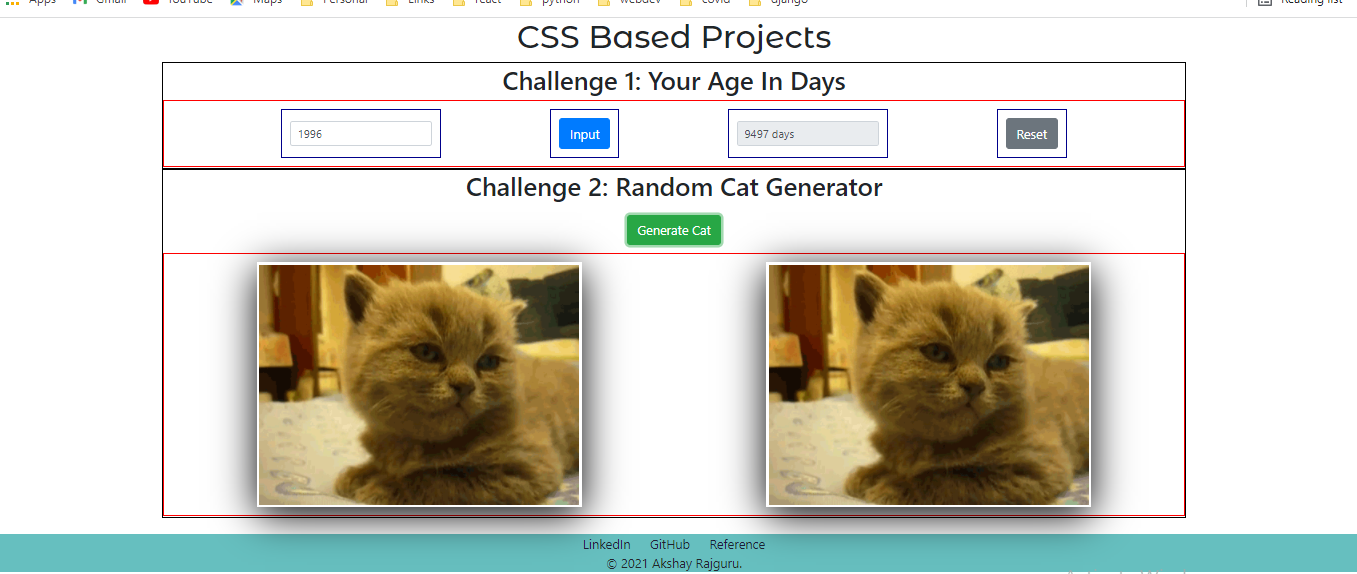 Apps Gmail YouTube Maps Personal Links react python webdev covid django Reading list
CSS Based Projects
Challenge 1: Your Age In Days
1996 Input 9497 days Reset
Challenge 2: Random Cat Generator
Generate Cat
LinkedIn GitHub Reference
© 2021 Akshay Rajguru.